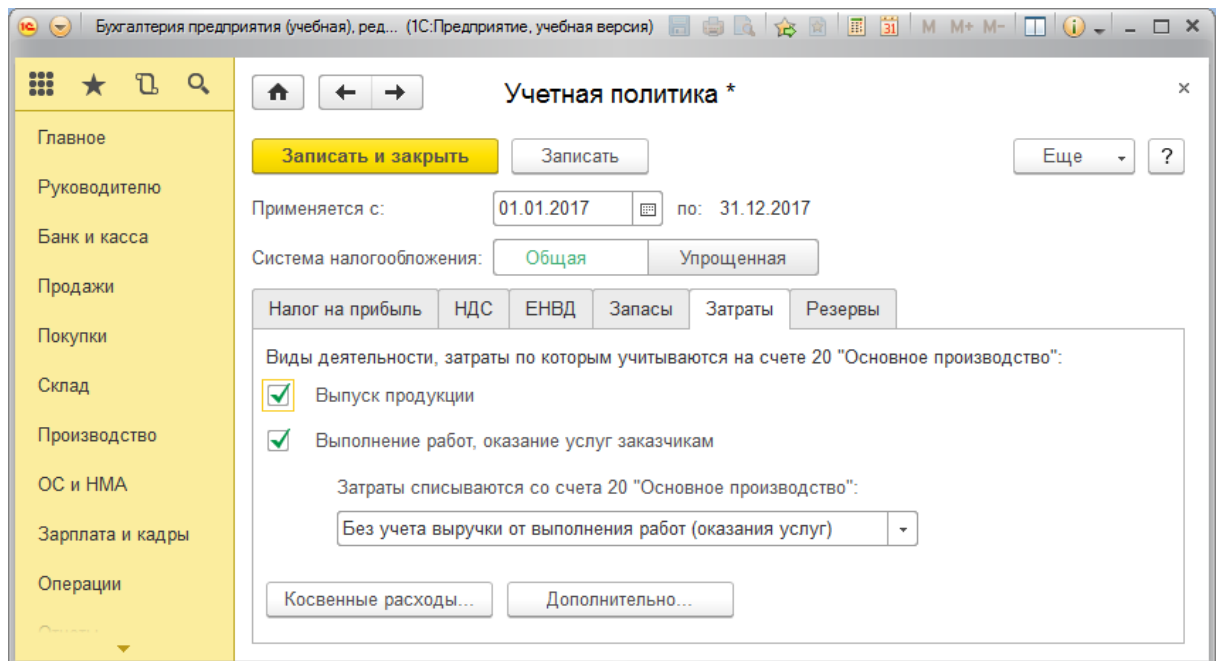 Бухгалтерия предприятия (учебная), ред... (1С:Предприятие, учебная версия) 31 M M+ M-
Учетная политика *
Главное
Руководителю
Банк и касса
Продажи
Покупки
Склад
Производство
ОС и НМА
Зарплата и кадры
Операции
Записать и закрыть Записать Еще ?
Применяется с: 01.01.2017 по: 31.12.2017
Система налогообложения: Общая Упрощенная
Налог на прибыль НДС ЕНВД Запасы Затраты Резервы
Виды деятельности, затраты по которым учитываются на счете 20 "Основное производство":
Выпуск продукции
Выполнение работ, оказание услуг заказчикам
Затраты списываются со счета 20 "Основное производство":
Без учета выручки от выполнения работ (оказания услуг)
Косвенные расходы... Дополнительно...